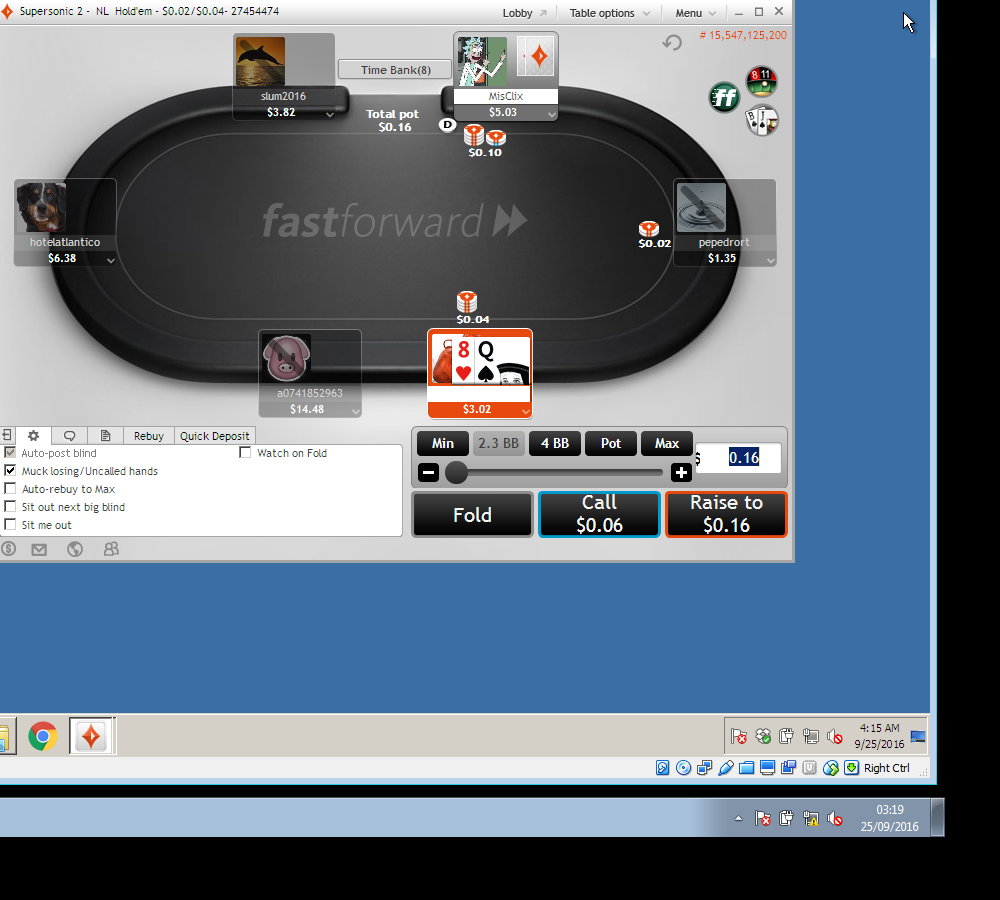 Supersonic 2 - NL Hold'em - $0.02/$0.04- 27454474
Lobby
Table options
Menu
# 15,547,125,200
Time Bank(8)
slum2016
$3.82
MisClix
$5.03
Total pot
$0.16
D
$0.10
ff
8 11
B J
hotelatlantico
$6.38
fastforward
$0.02
pepedrort
$1.35
$0.04
a0741852963
$14.48
8 Q
$3.02
Rebuy
Quick Deposit
Auto-post blind
Watch on Fold
Muck losing/Uncalled hands
Auto-rebuy to Max
Sit out next big blind
Sit me out
Min
2.3 BB
4 BB
Pot
Max
$ 0.16
Fold
Call
$0.06
Raise to
$0.16
4:15 AM
9/25/2016
Right Ctrl
03:19
25/09/2016